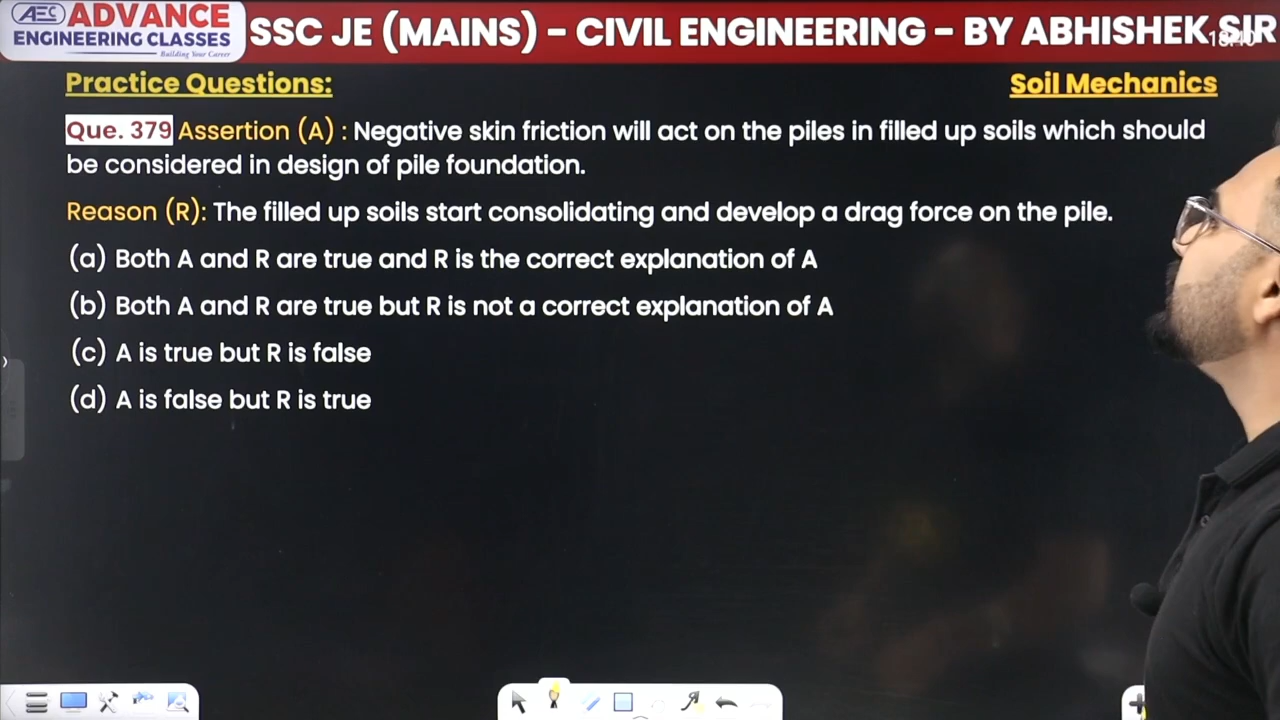 AEC ADVANCE
ENGINEERING CLASSES
Building Your Career
SSC JE (MAINS) - CIVIL ENGINEERING - BY ABHISHEK SIR
Practice Questions:
Soil Mechanics
Que. 379 Assertion (A) : Negative skin friction will act on the piles in filled up soils which should
be considered in design of pile foundation.
Reason (R): The filled up soils start consolidating and develop a drag force on the pile.
(a) Both A and R are true and R is the correct explanation of A
(b) Both A and R are true but R is not a correct explanation of A
(c) A is true but R is false
(d) A is false but R is true